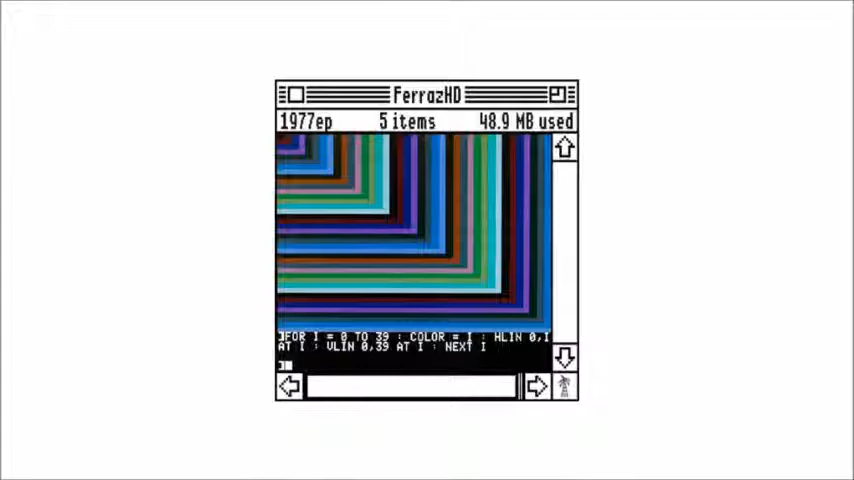 FerrazHD
1977ep 5 items 48.9 MB used
]FOR I = 0 TO 39 : COLOR = I : HLIN 0,I
AT I : VLIN 0,39 AT I : NEXT I
]